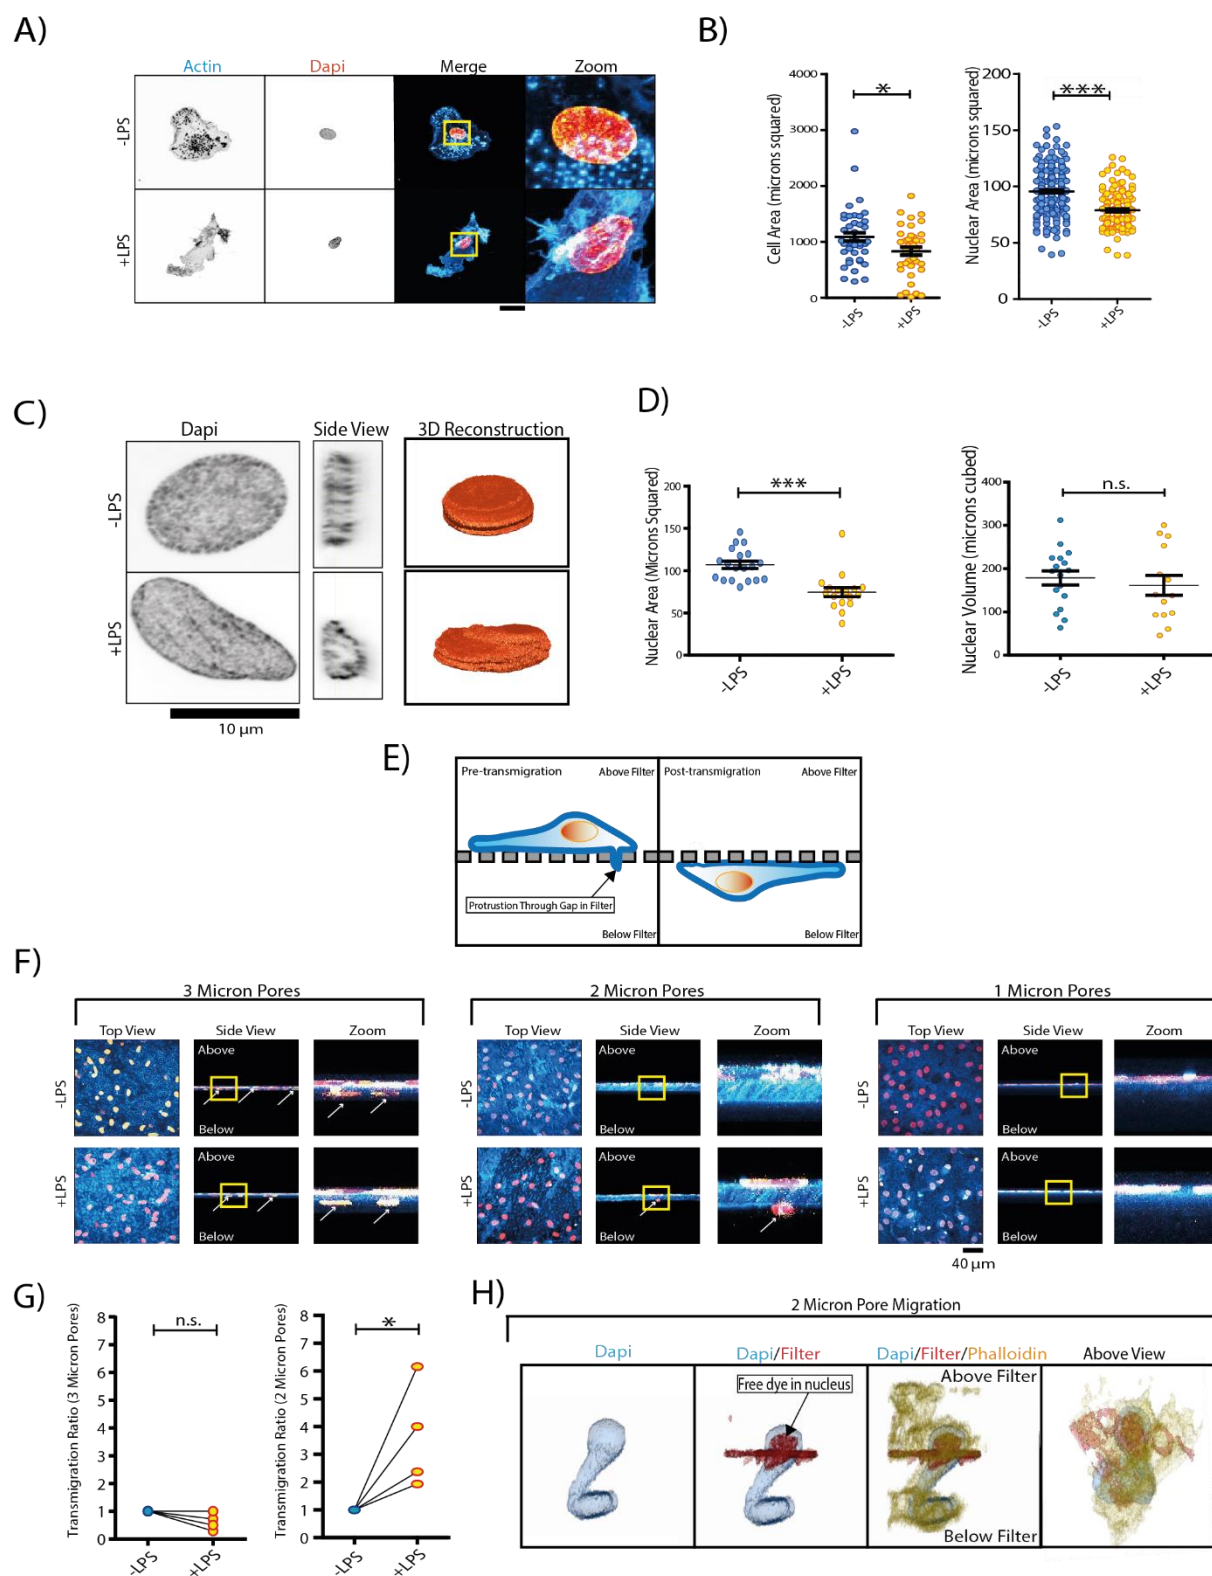 A)
Actin Dapi Merge Zoom
-LPS
+LPS
B)
Cell Area (microns squared)
4000
3000
2000
1000
0
*
-LPS +LPS
Nuclear Area (microns squared)
200
150
100
50
0
***
-LPS +LPS
C)
Dapi Side View 3D Reconstruction
-LPS
+LPS
10 µm
D)
Nuclear Area (Microns Squared)
200
150
100
50
0
***
-LPS +LPS
Nuclear Volume (microns cubed)
400
300
200
100
0
n.s.
-LPS +LPS
E)
Pre-transmigration Above Filter
Protrustion Through Gap in Filter
Below Filter
Post-transmigration Above Filter
Below Filter
F)
3 Micron Pores
Top View Side View Zoom
-LPS
Above
Below
+LPS
Above
Below
2 Micron Pores
Top View Side View Zoom
-LPS
Above
Below
+LPS
Above
Below
1 Micron Pores
Top View Side View Zoom
-LPS
Above
Below
+LPS
Above
Below
40 µm
G)
Transmigration Ratio (3 Micron Pores)
8
7
6
5
4
3
2
1
0
n.s.
-LPS +LPS
Transmigration Ratio (2 Micron Pores)
8
7
6
5
4
3
2
1
0
*
-LPS +LPS
H)
2 Micron Pore Migration
Dapi Dapi/Filter Dapi/Filter/Phalloidin Above View
Free dye in nucleus
Above Filter
Below Filter